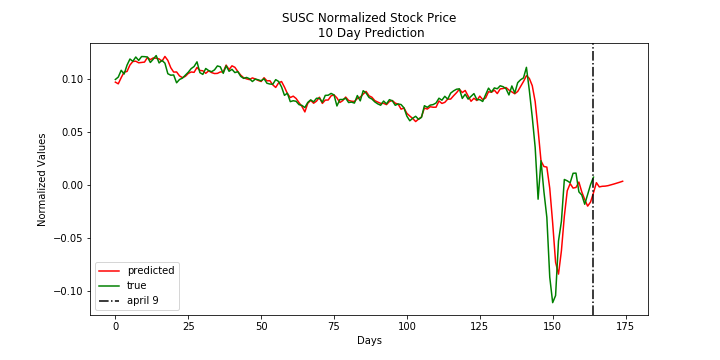 SUSC Normalized Stock Price
10 Day Prediction
Normalized Values
0.10
0.05
0.00
−0.05
−0.10
predicted
true
april 9
0 25 50 75 100 125 150 175
Days